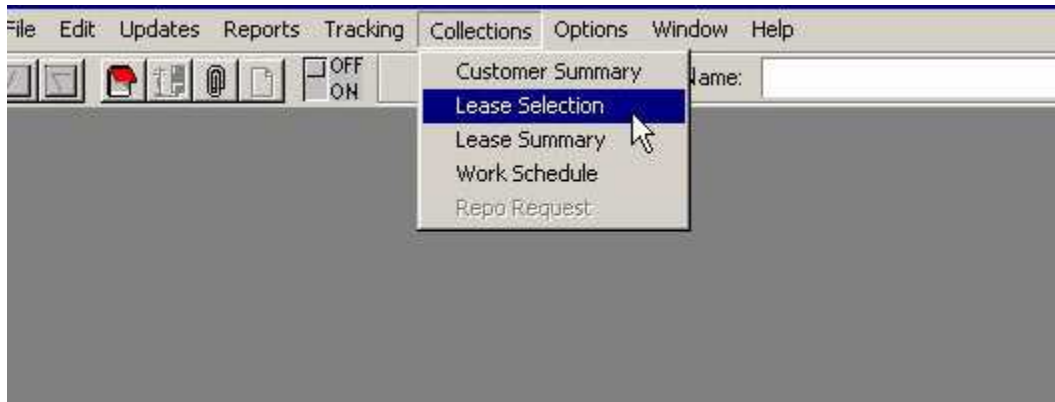 File Edit Updates Reports Tracking Collections Options Window Help
OFF
ON
Name:
Customer Summary
Lease Selection
Lease Summary
Work Schedule
Repo Request